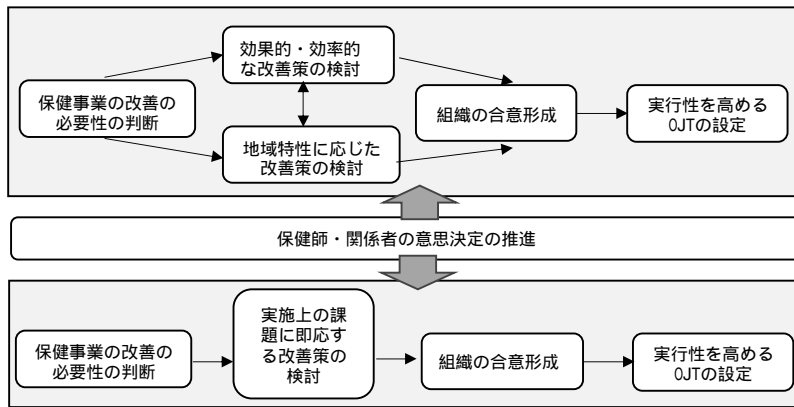 保健事業の改善の
必要性の判断
効果的・効率的
な改善策の検討
地域特性に応じた
改善策の検討
組織の合意形成
実行性を高める
OJTの設定
保健師・関係者の意思決定の推進
保健事業の改善の
必要性の判断
実施上の課
題に即応す
る改善策の
検討
組織の合意形成
実行性を高める
OJTの設定